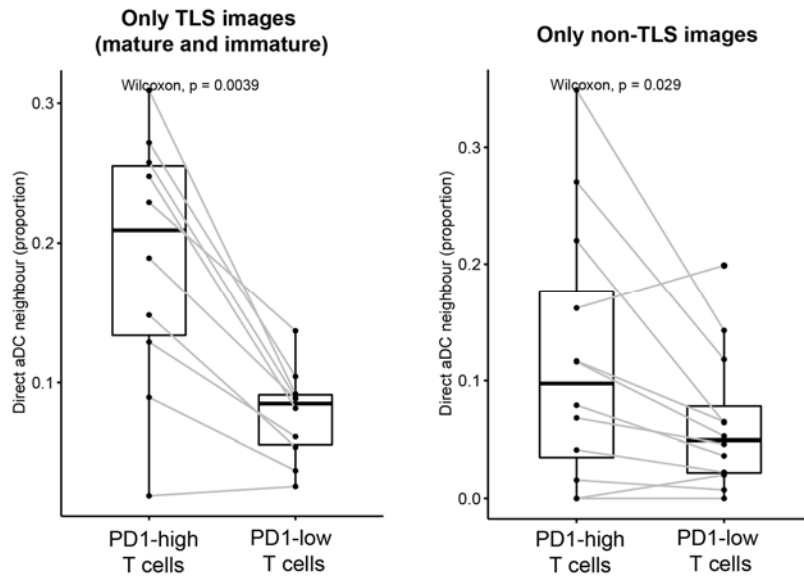 Only TLS images
(mature and immature)
Wilcoxon, p = 0.0039
Direct aDC neighbour (proportion)
0.3
0.2
0.1
PD1-high
T cells
PD1-low
T cells
Only non-TLS images
Wilcoxon, p = 0.029
Direct aDC neighbour (proportion)
0.3
0.2
0.1
0.0
PD1-high
T cells
PD1-low
T cells